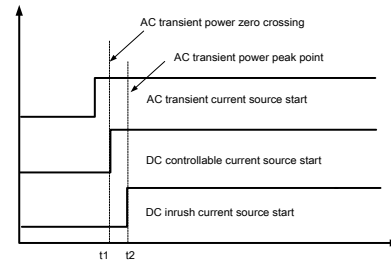 AC transient power zero crossing
AC transient power peak point
AC transient current source start
DC controllable current source start
DC inrush current source start
t1 t2